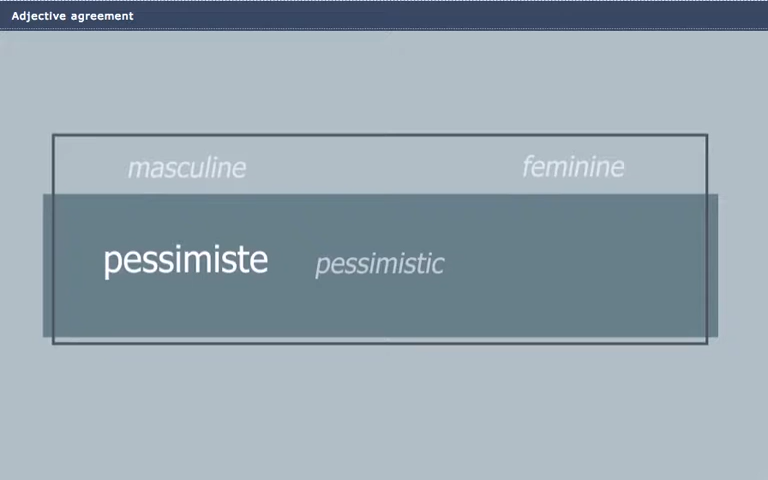 Adjective agreement
masculine feminine
pessimiste pessimistic